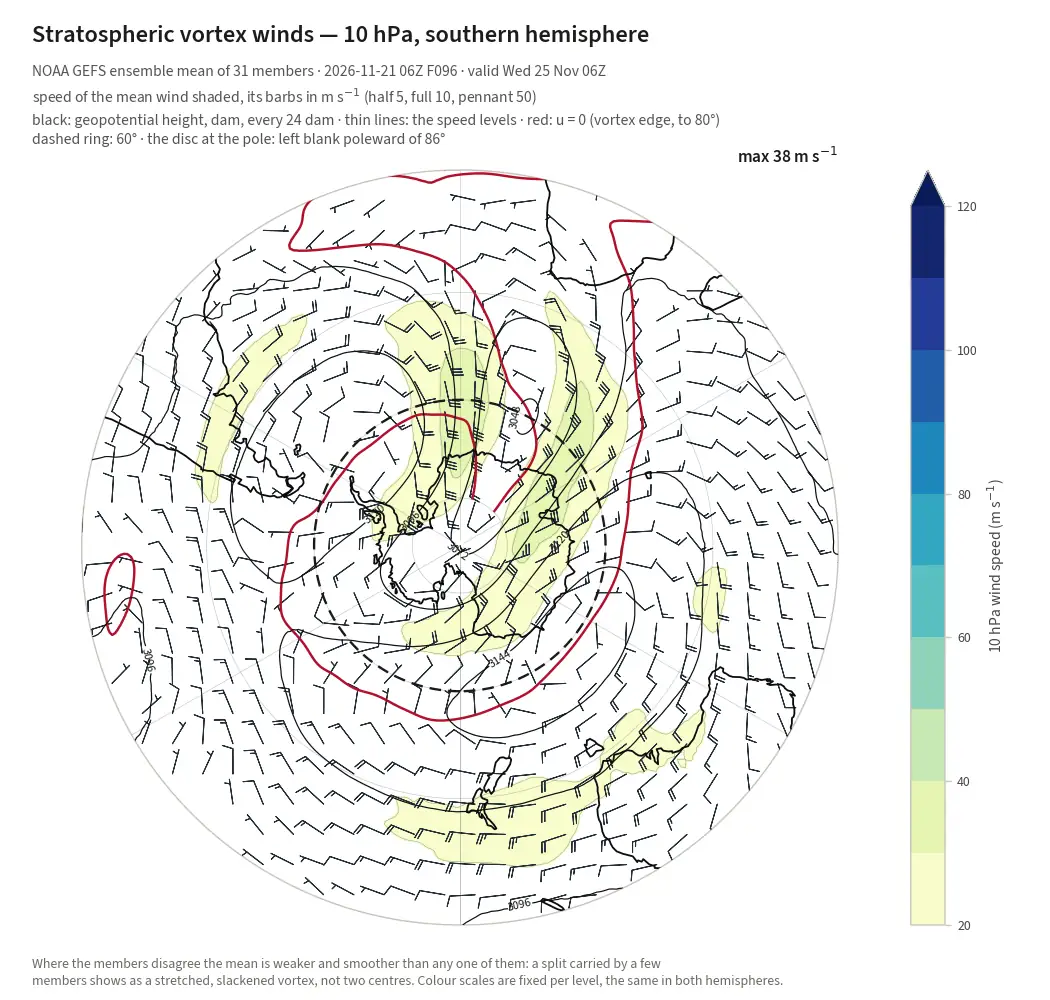 Stratospheric vortex winds — 10 hPa, southern hemisphere
NOAA GEFS ensemble mean of 31 members · 2026-11-21 06Z F096 · valid Wed 25 Nov 06Z
speed of the mean wind shaded, its barbs in m s⁻¹ (half 5, full 10, pennant 50)
black: geopotential height, dam, every 24 dam · thin lines: the speed levels · red: u = 0 (vortex edge, to 80°)
dashed ring: 60° · the disc at the pole: left blank poleward of 86°
max 38 m s⁻¹
120
100
80
60
40
20
10 hPa wind speed (m s⁻¹)
3048
3120
3144
3096
3096
Where the members disagree the mean is weaker and smoother than any one of them: a split carried by a few
members shows as a stretched, slackened vortex, not two centres. Colour scales are fixed per level, the same in both hemispheres.